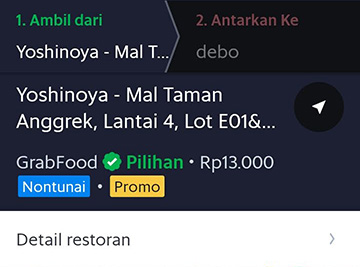 1. Ambil dari
2. Antarkan Ke
Yoshinoya - Mal T...
debo
Yoshinoya - Mal Taman
Anggrek, Lantai 4, Lot E01&...
GrabFood Pilihan • Rp13.000
Nontunai • Promo
Detail restoran